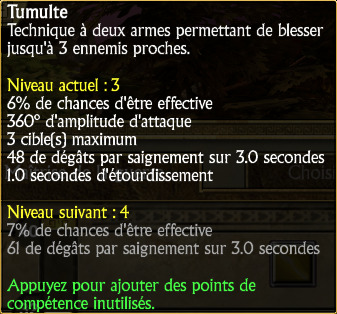 Tumulte
Technique à deux armes permettant de blesser
jusqu'à 3 ennemis proches.
Niveau actuel : 3
6% de chances d'être effective
360° d'amplitude d'attaque
3 cible(s) maximum
48 de dégâts par saignement sur 3.0 secondes
1.0 secondes d'étourdissement
Choisi
Niveau suivant : 4
7% de chances d'être effective
61 de dégâts par saignement sur 3.0 secondes
Appuyez pour ajouter des points de
compétence inutilisés.